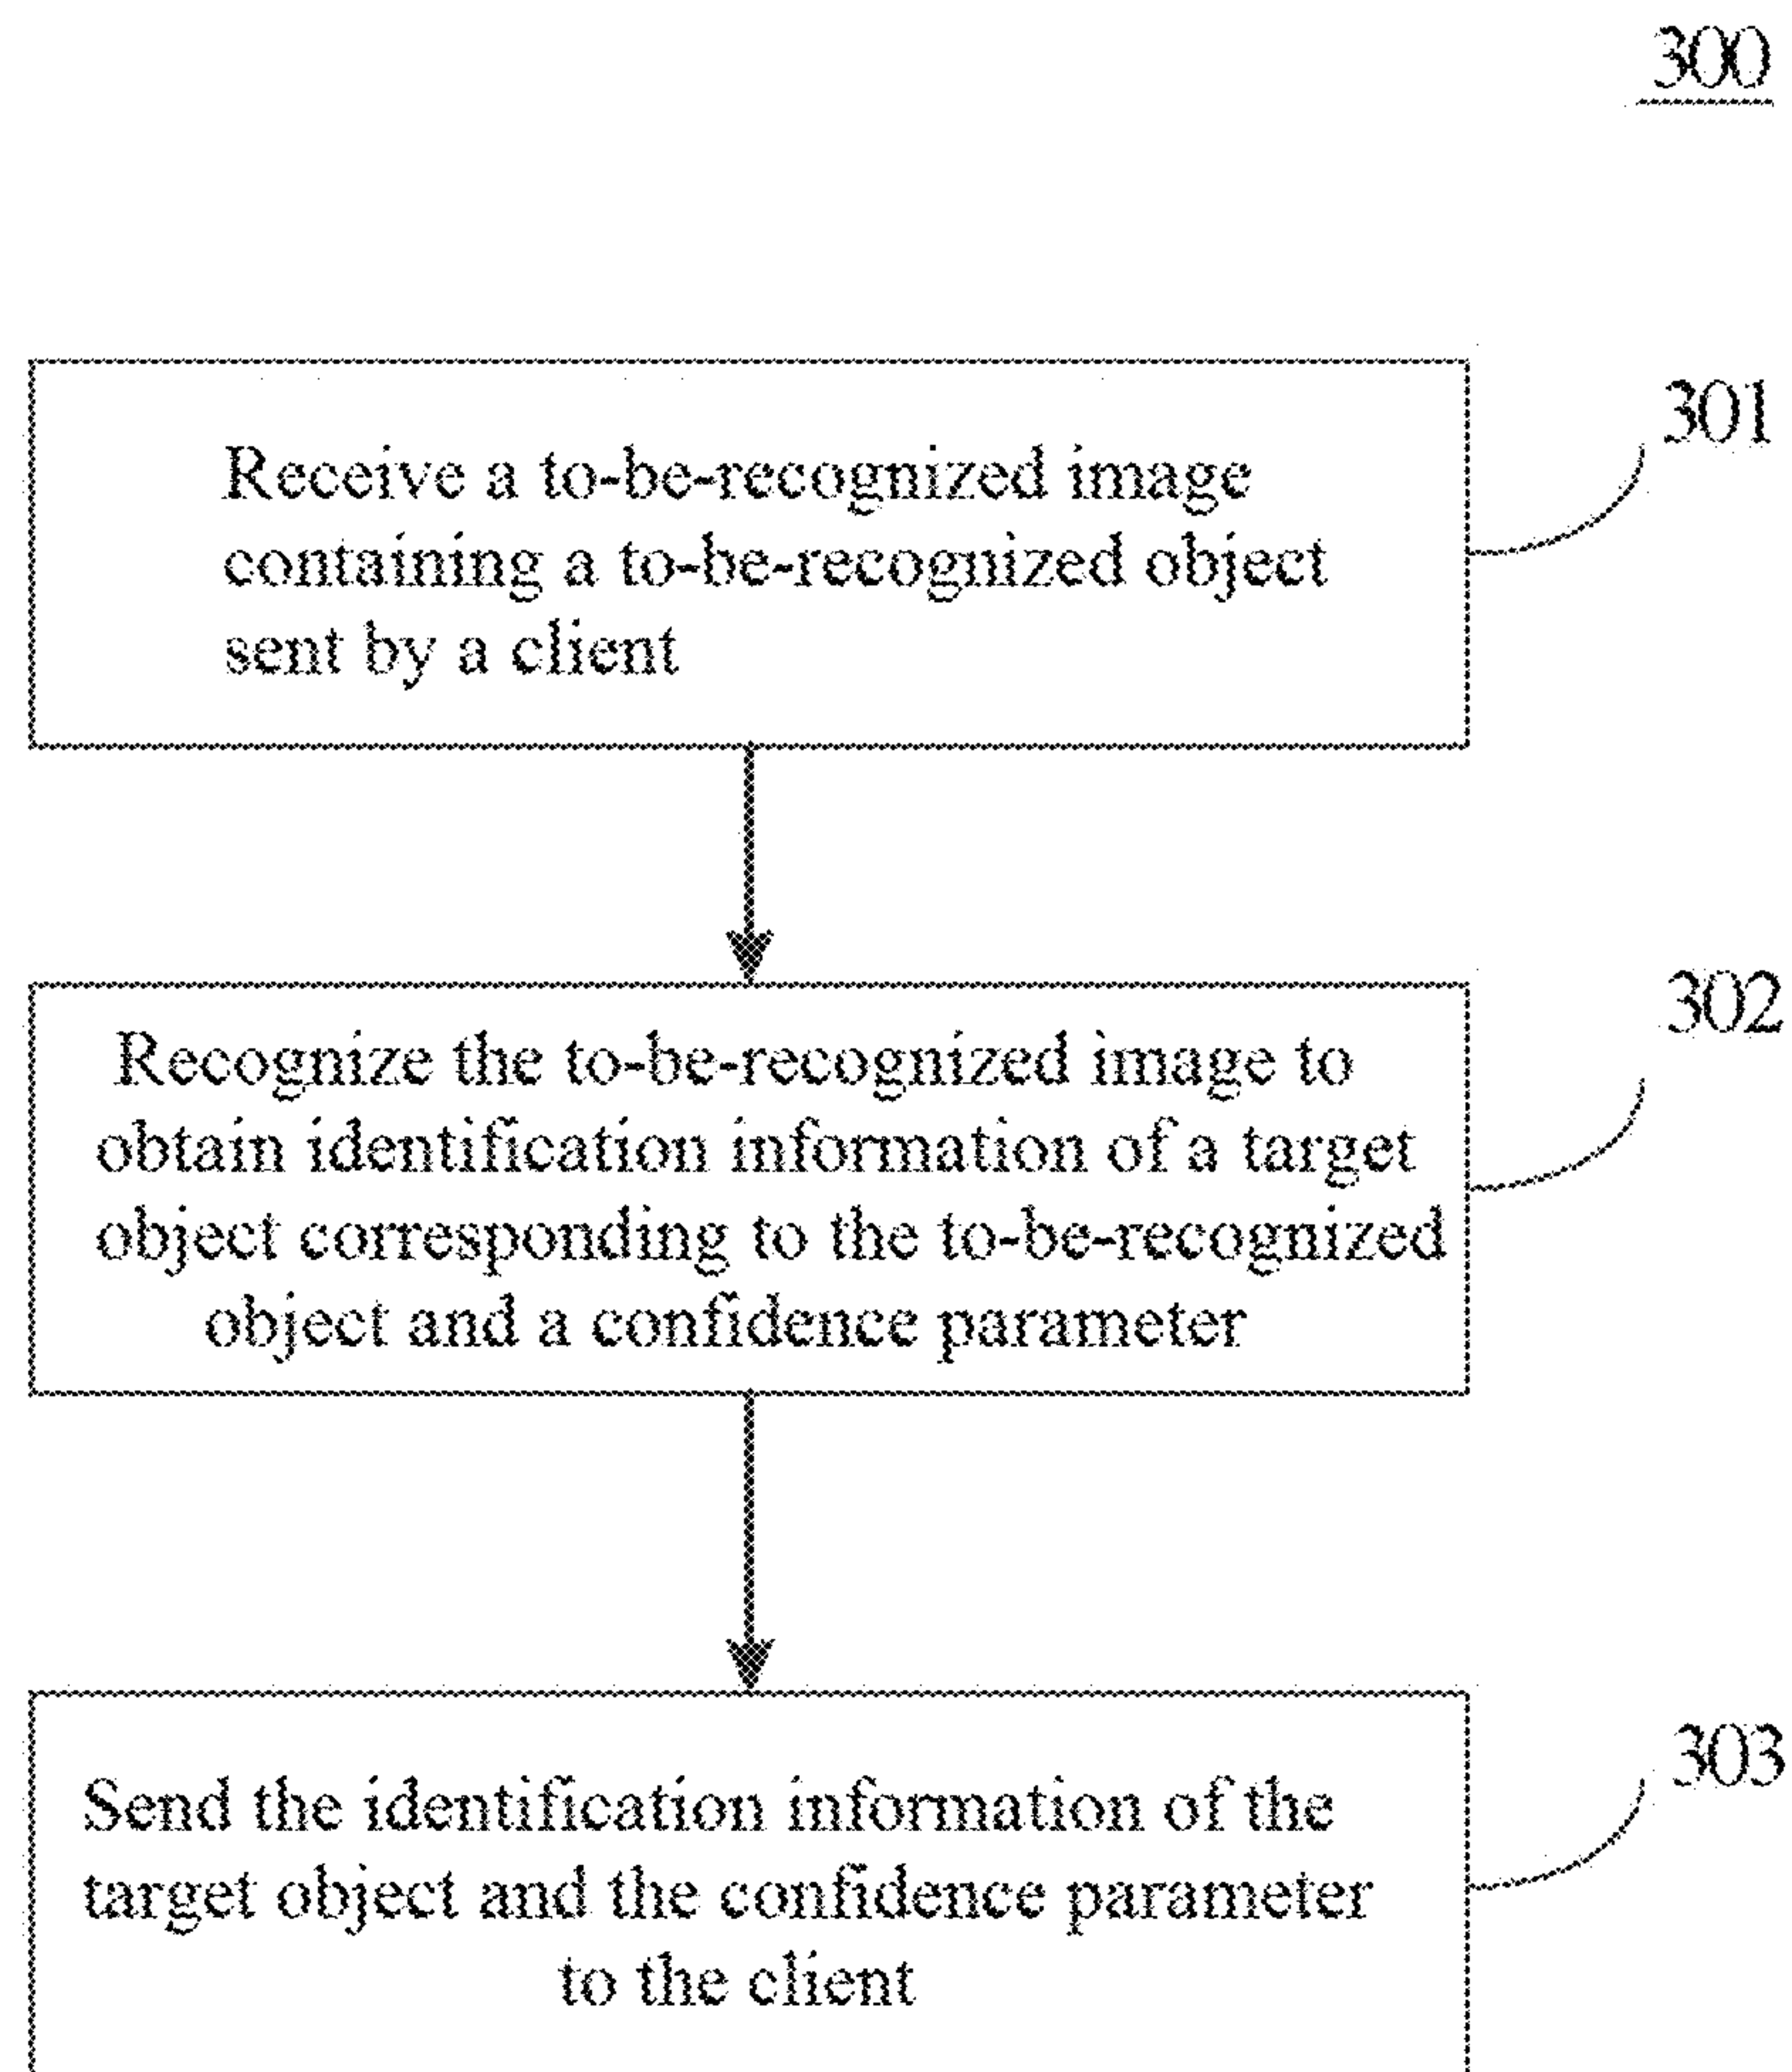 300
301
Receive a to-be-recognized image
containing a to-be-recognized object
sent by a client
302
Recognize the to-be-recognized image to
obtain identification information of a target
object corresponding to the to-be-recognized
object and a confidence parameter
303
Send the identification information of the
target object and the confidence parameter
to the client